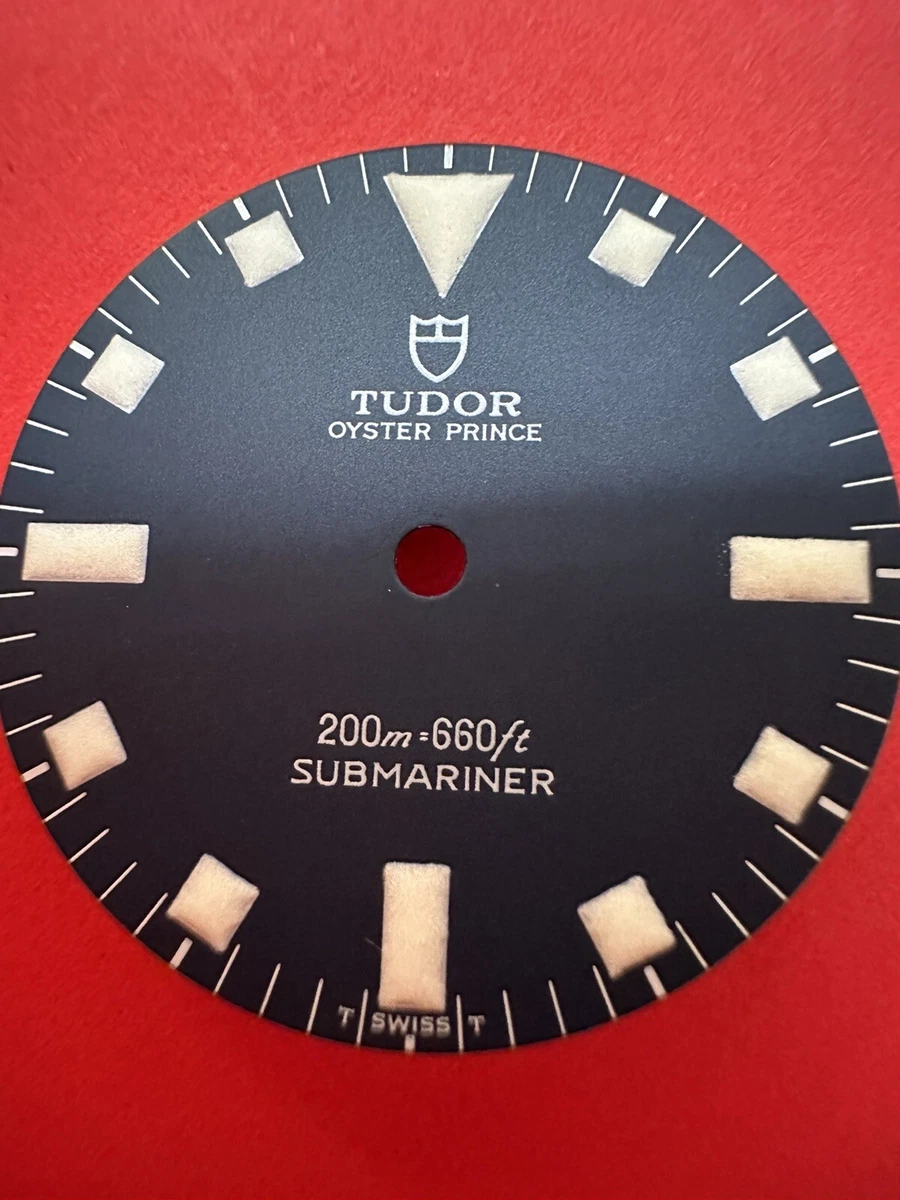 TUDOR
OYSTER PRINCE
200m=660ft
SUBMARINER
T SWISS T